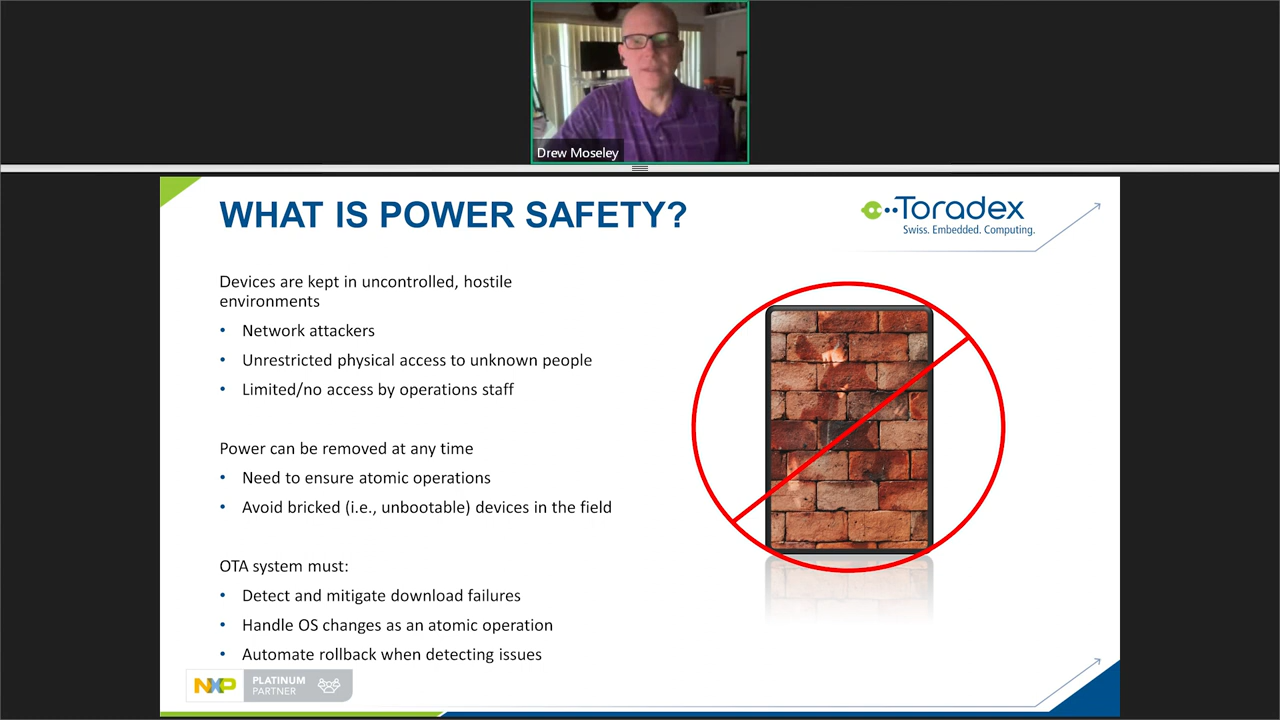 Drew Moseley
WHAT IS POWER SAFETY?
Toradex
Swiss. Embedded. Computing.
Devices are kept in uncontrolled, hostile
environments
• Network attackers
• Unrestricted physical access to unknown people
• Limited/no access by operations staff
Power can be removed at any time
• Need to ensure atomic operations
• Avoid bricked (i.e., unbootable) devices in the field
OTA system must:
• Detect and mitigate download failures
• Handle OS changes as an atomic operation
• Automate rollback when detecting issues
NXP
PLATINUM
PARTNER